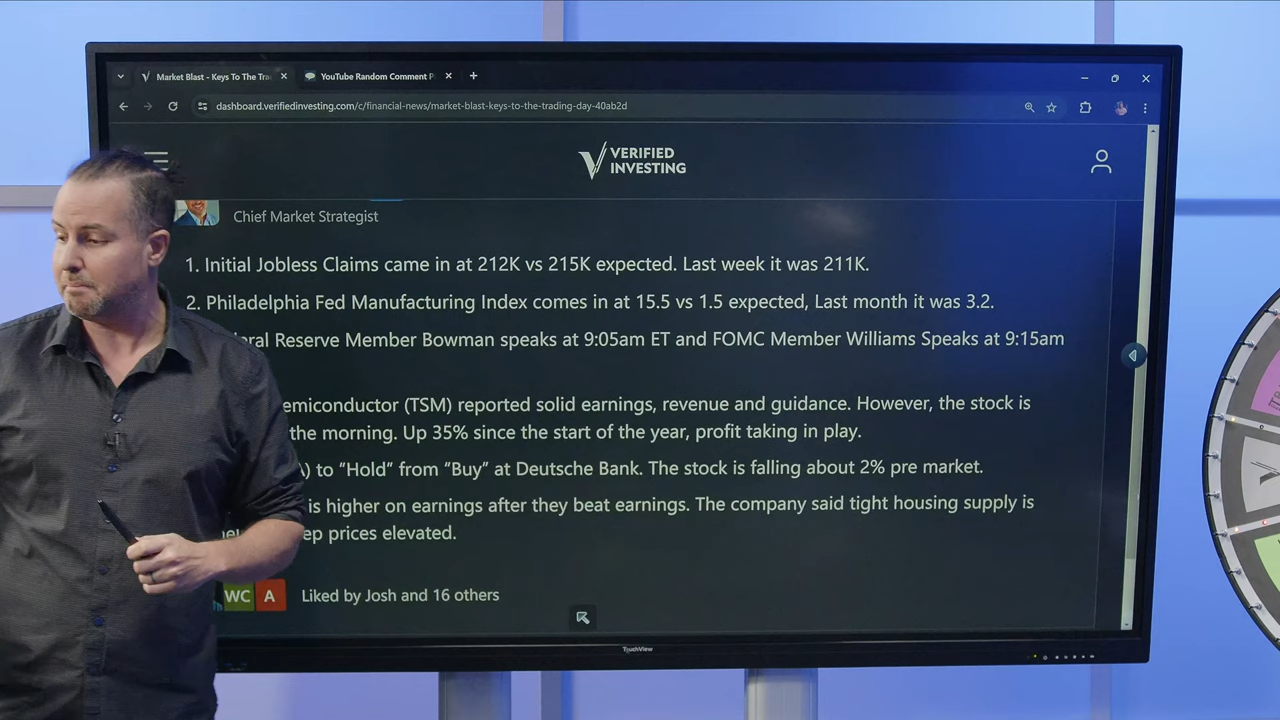 Market Blast - Keys To The Tra
YouTube Random Comment P
dashboard.verifiedinvesting.com/c/financial-news/market-blast-keys-to-the-trading-day-40ab2d
VERIFIED
INVESTING
Chief Market Strategist
1. Initial Jobless Claims came in at 212K vs 215K expected. Last week it was 211K.
2. Philadelphia Fed Manufacturing Index comes in at 15.5 vs 1.5 expected, Last month it was 3.2.
eral Reserve Member Bowman speaks at 9:05am ET and FOMC Member Williams Speaks at 9:15am
emiconductor (TSM) reported solid earnings, revenue and guidance. However, the stock is
the morning. Up 35% since the start of the year, profit taking in play.
A) to “Hold” from “Buy” at Deutsche Bank. The stock is falling about 2% pre market.
is higher on earnings after they beat earnings. The company said tight housing supply is
ep prices elevated.
WC A Liked by Josh and 16 others
TouchView